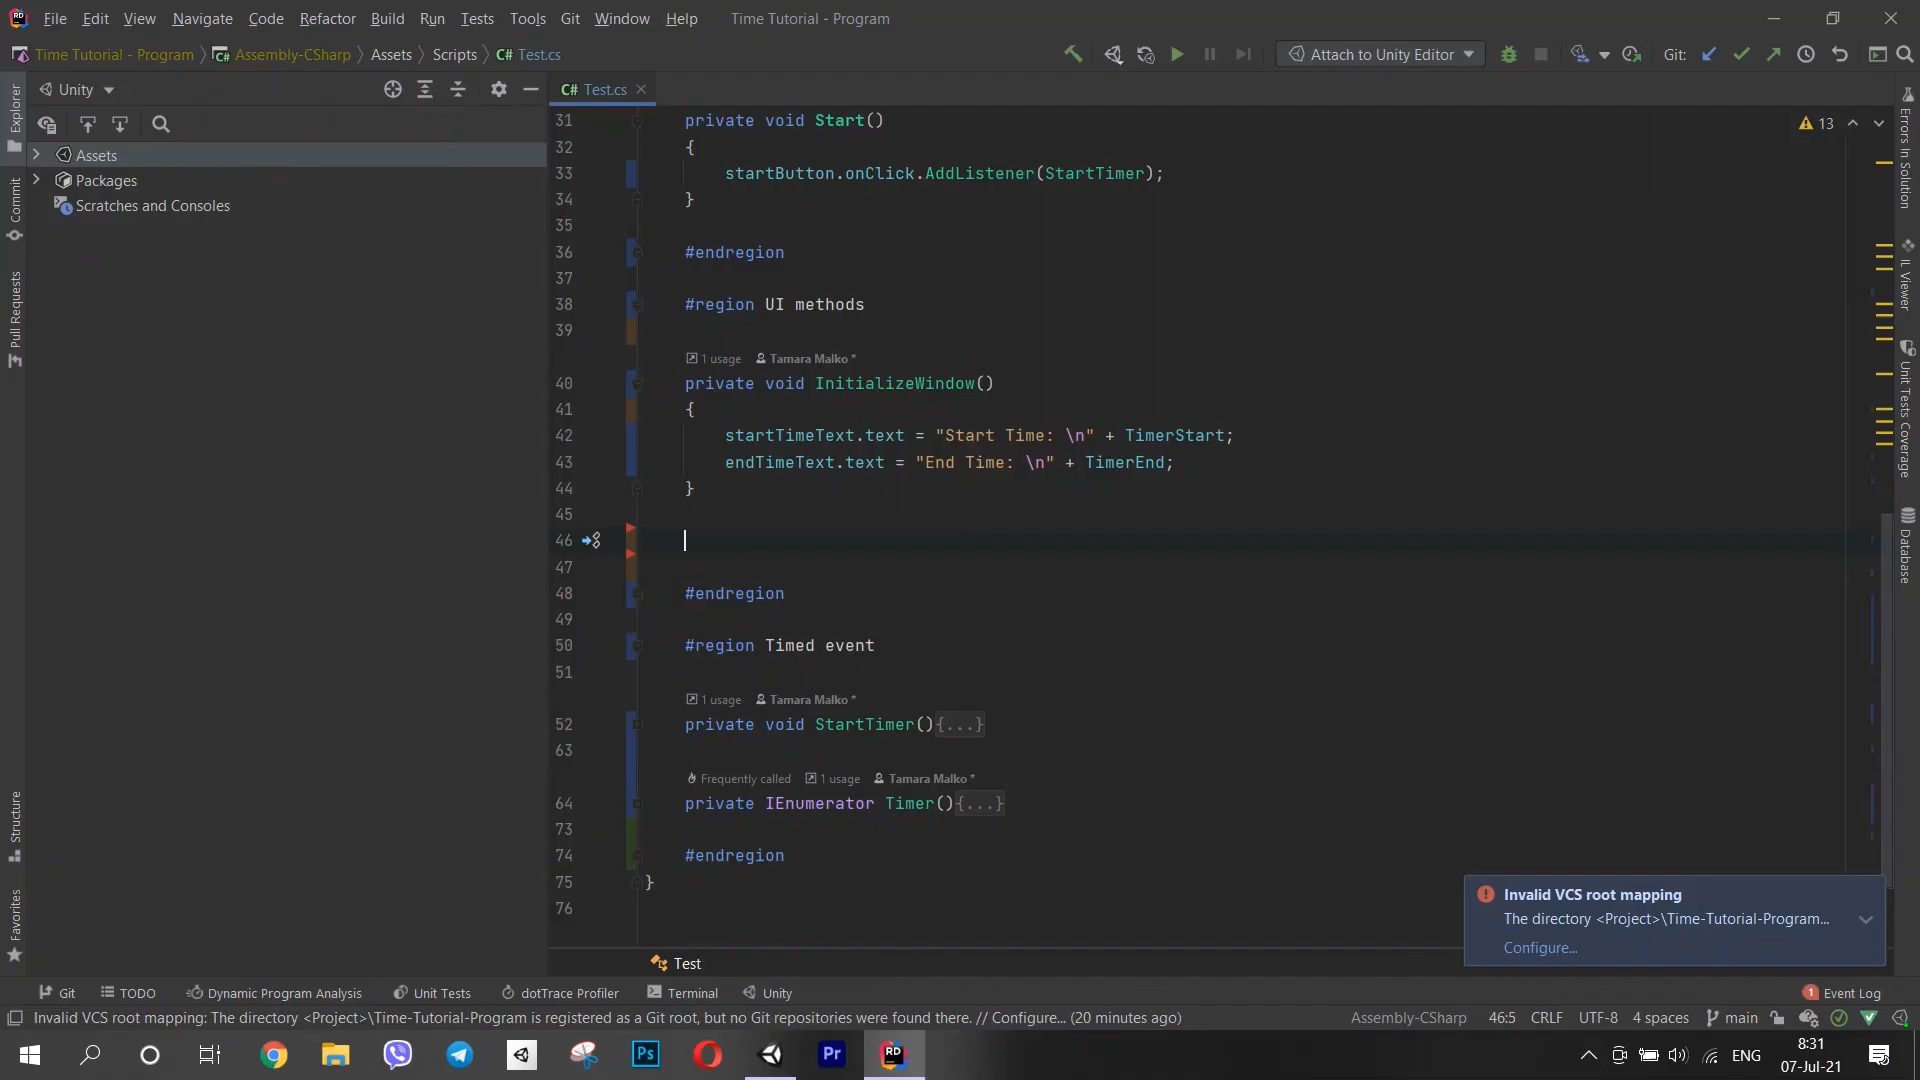 File Edit View Navigate Code Refactor Build Run Tests Tools Git Window Help Time Tutorial - Program
Time Tutorial - Program Assembly-CSharp Assets Scripts C# Test.cs Attach to Unity Editor Git:
Unity
C# Test.cs
Explorer
Commit
Pull Requests
Structure
Favorites
Assets
Packages
Scratches and Consoles
13
31 private void Start()
32 {
33 startButton.onClick.AddListener(StartTimer);
34 }
35
36 #endregion
37
38 #region UI methods
39
1 usage Tamara Malko *
40 private void InitializeWindow()
41 {
42 startTimeText.text = "Start Time: \n" + TimerStart;
43 endTimeText.text = "End Time: \n" + TimerEnd;
44 }
45
46
47
48 #endregion
49
50 #region Timed event
51
1 usage Tamara Malko *
52 private void StartTimer(){...}
63
Frequently called 1 usage Tamara Malko *
64 private IEnumerator Timer(){...}
73
74 #endregion
75 }
76
Errors In Solution
IL Viewer
Unit Tests Coverage
Database
Invalid VCS root mapping
The directory <Project>\Time-Tutorial-Program...
Configure...
Test
Git TODO Dynamic Program Analysis Unit Tests dotTrace Profiler Terminal Unity 1 Event Log
Invalid VCS root mapping: The directory <Project>\Time-Tutorial-Program is registered as a Git root, but no Git repositories were found there. // Configure... (20 minutes ago) Assembly-CSharp 46:5 CRLF UTF-8 4 spaces main
Ps Pr RD ENG 8:31
07-Jul-21